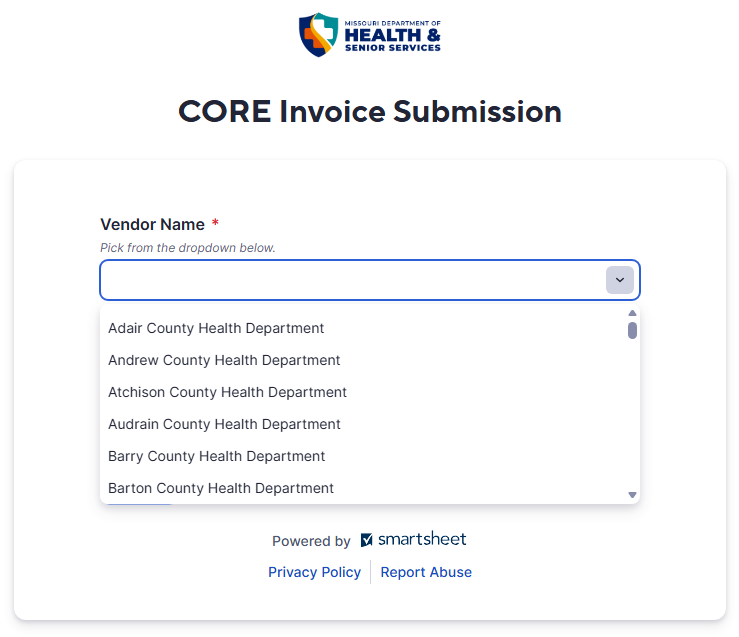 MISSOURI DEPARTMENT OF
HEALTH &
SENIOR SERVICES
CORE Invoice Submission
Vendor Name *
Pick from the dropdown below.
Adair County Health Department
Andrew County Health Department
Atchison County Health Department
Audrain County Health Department
Barry County Health Department
Barton County Health Department
Powered by smartsheet
Privacy Policy Report Abuse